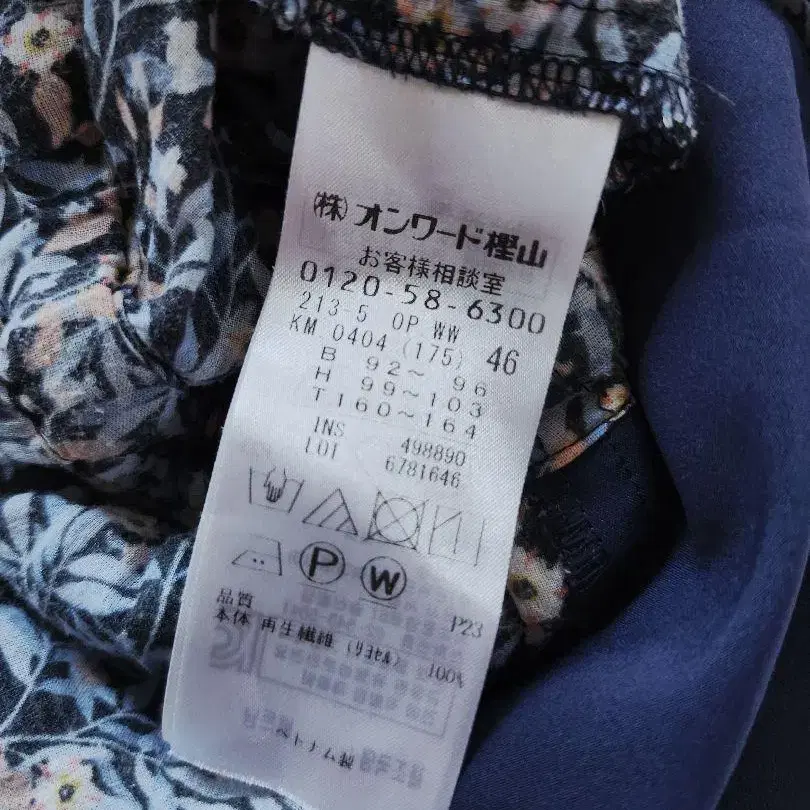 (株)オンワード樫山
お客様相談室
0120-58-6300
213-5 OP WW
KM 0404 (175) 46
B 92~ 96
H 99~103
T 160~164
INS 498890
LOT 6781646
P W
品質 P23
本体 再生繊維(リヨセル) 100%
ベトナム製